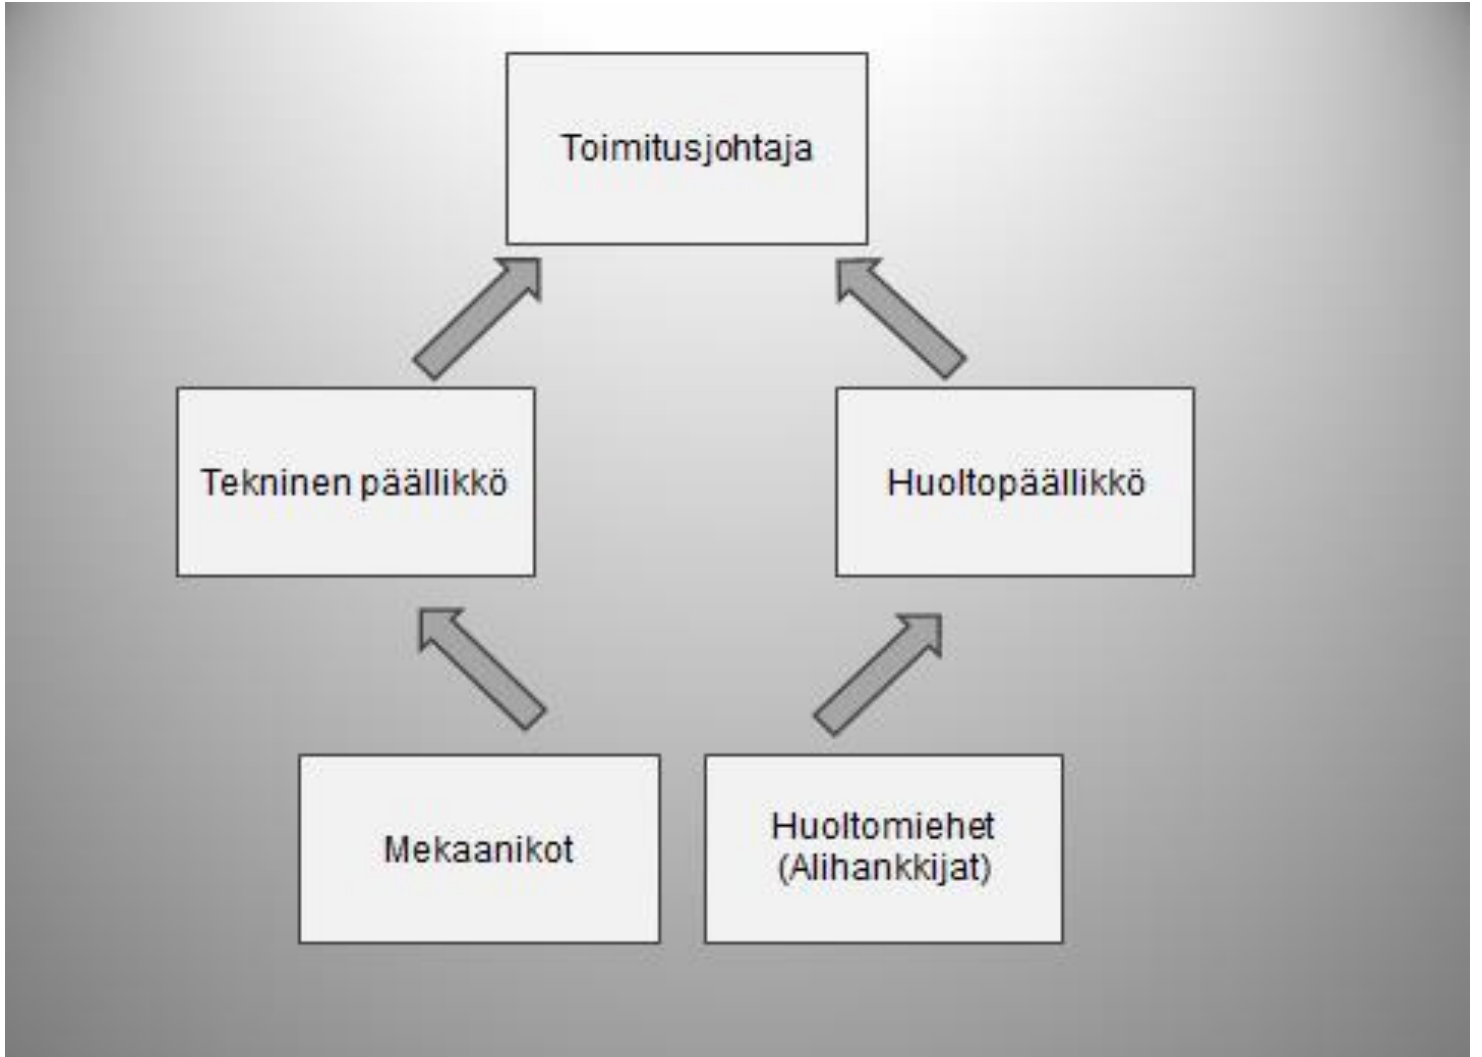 Toimitusjohtaja
Tekninen päällikkö
Huoltopäällikkö
Mekaanikot
Huoltomiehet
(Alihankkijat)